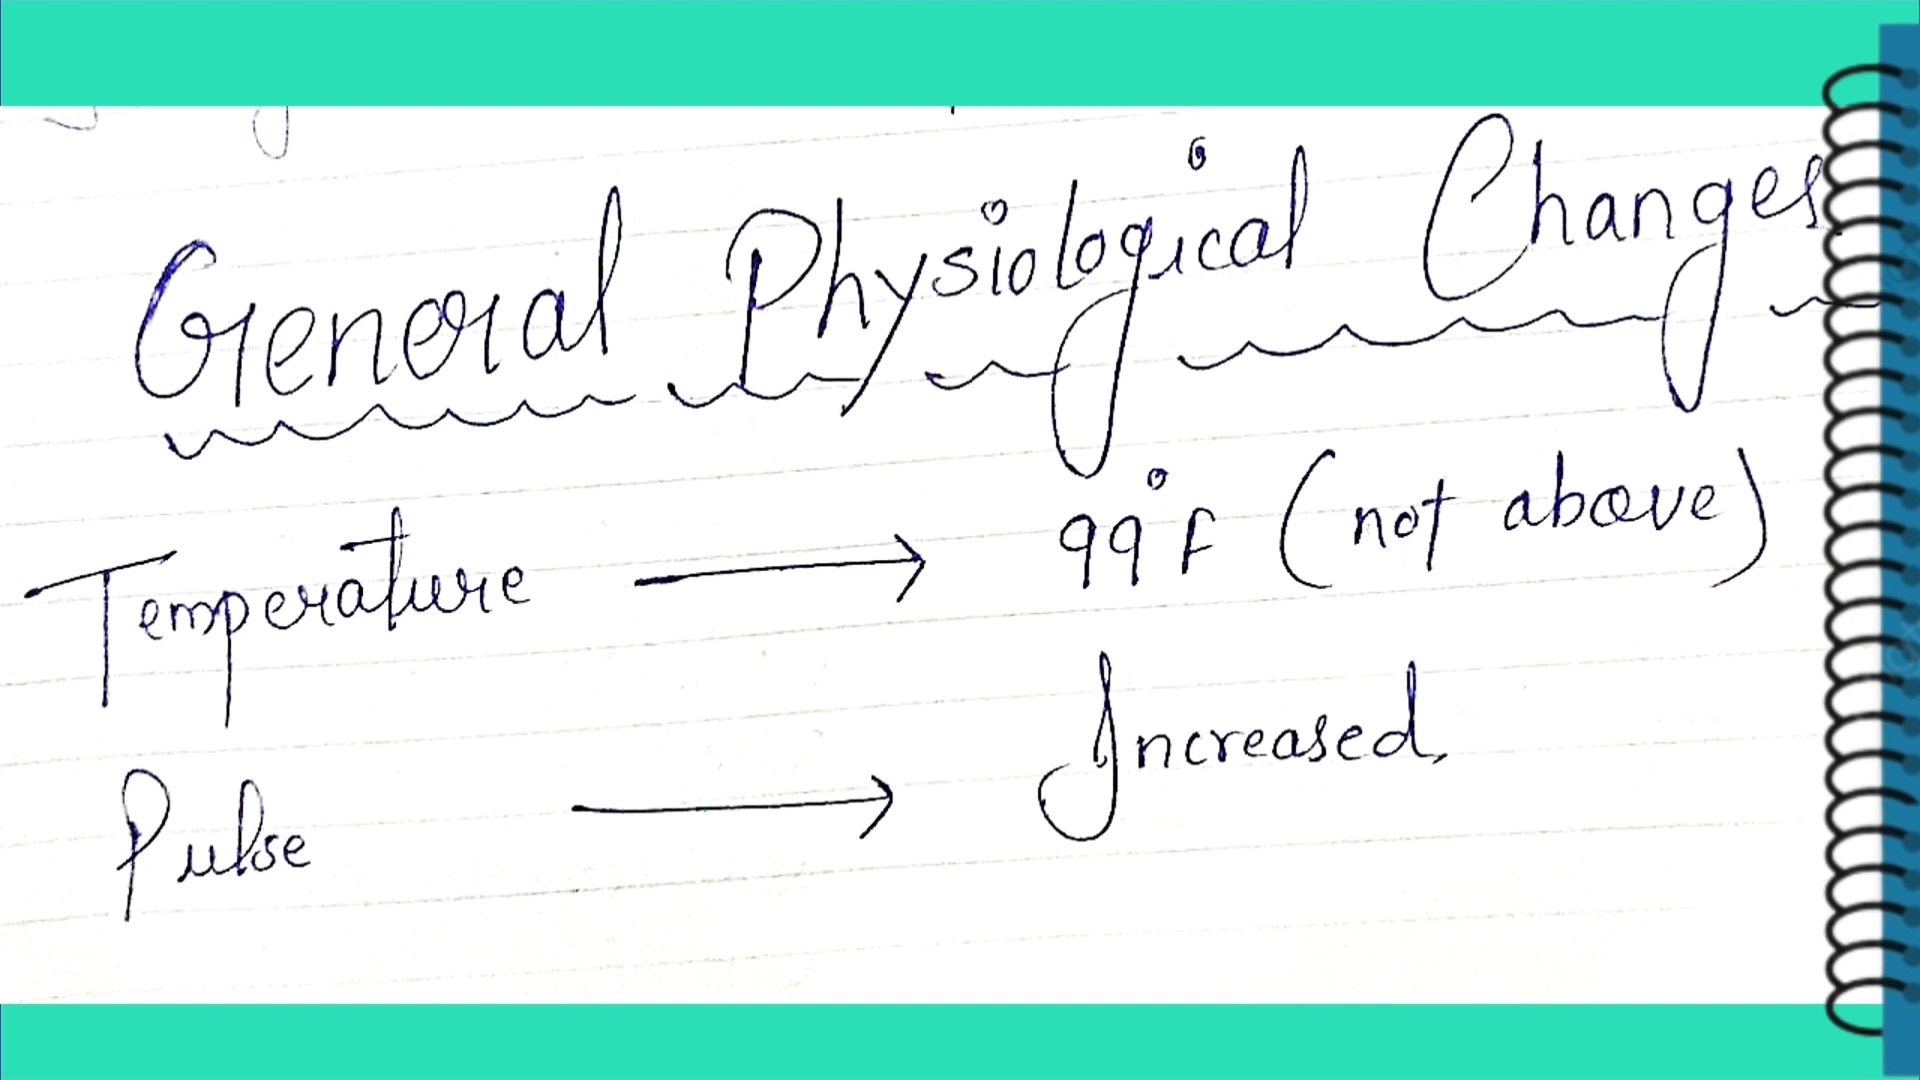 General Physiological Changes
Temperature → 99°F (not above)
Pulse → Increased.